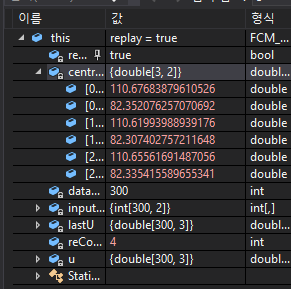 이름 값 형식
this replay = true FCM_...
re... true bool
centr... {double[3, 2]} doubl...
[0... 110.67683879610526 double
[0... 82.352076257070692 double
[1... 110.61993988939176 double
[1... 82.307402757211648 double
[2... 110.65561691487056 double
[2... 82.335415589655341 double
data... 300 int
input... {int[300, 2]} int[,]
lastU {double[300, 3]} doubl...
reCo... 4 int
u {double[300, 3]} doubl...
Stati...